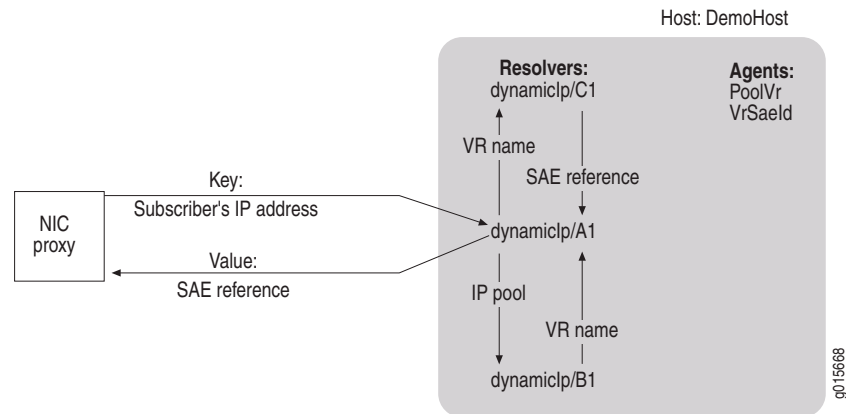 Host: DemoHost
Resolvers:
dynamicIp/C1
Agents:
PoolVr
VrSaeId
VR name
SAE reference
Key:
Subscriber's IP address
NIC
proxy
dynamicIp/A1
Value:
SAE reference
IP pool
VR name
dynamicIp/B1
g015668